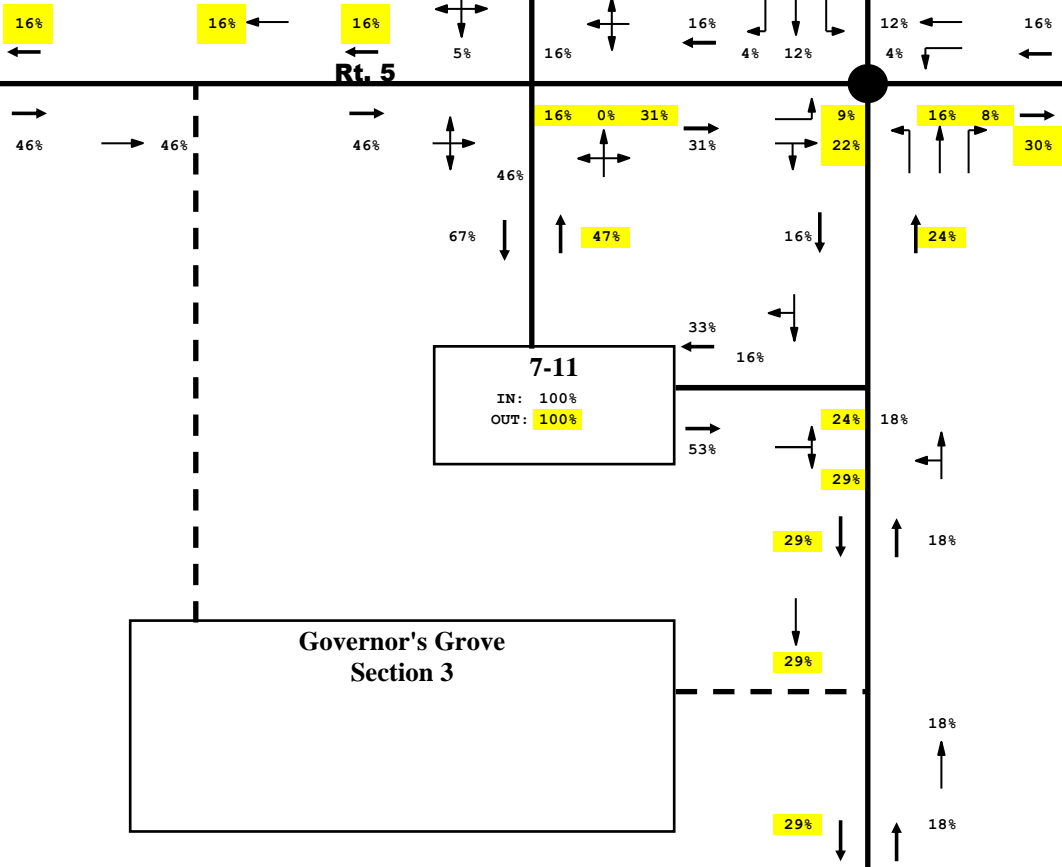 16% 16% 16% 16% 12% 16%
5% 16% 4% 12% 4%
Rt. 5
16% 0% 31% 9% 16% 8%
46% 46% 46% 31% 22% 30%
46%
67% 47% 16% 24%
33%
16%
7-11
IN: 100%
OUT: 100% 24% 18%
53%
29%
29% 18%
Governor's Grove
Section 3
29%
18%
29% 18%